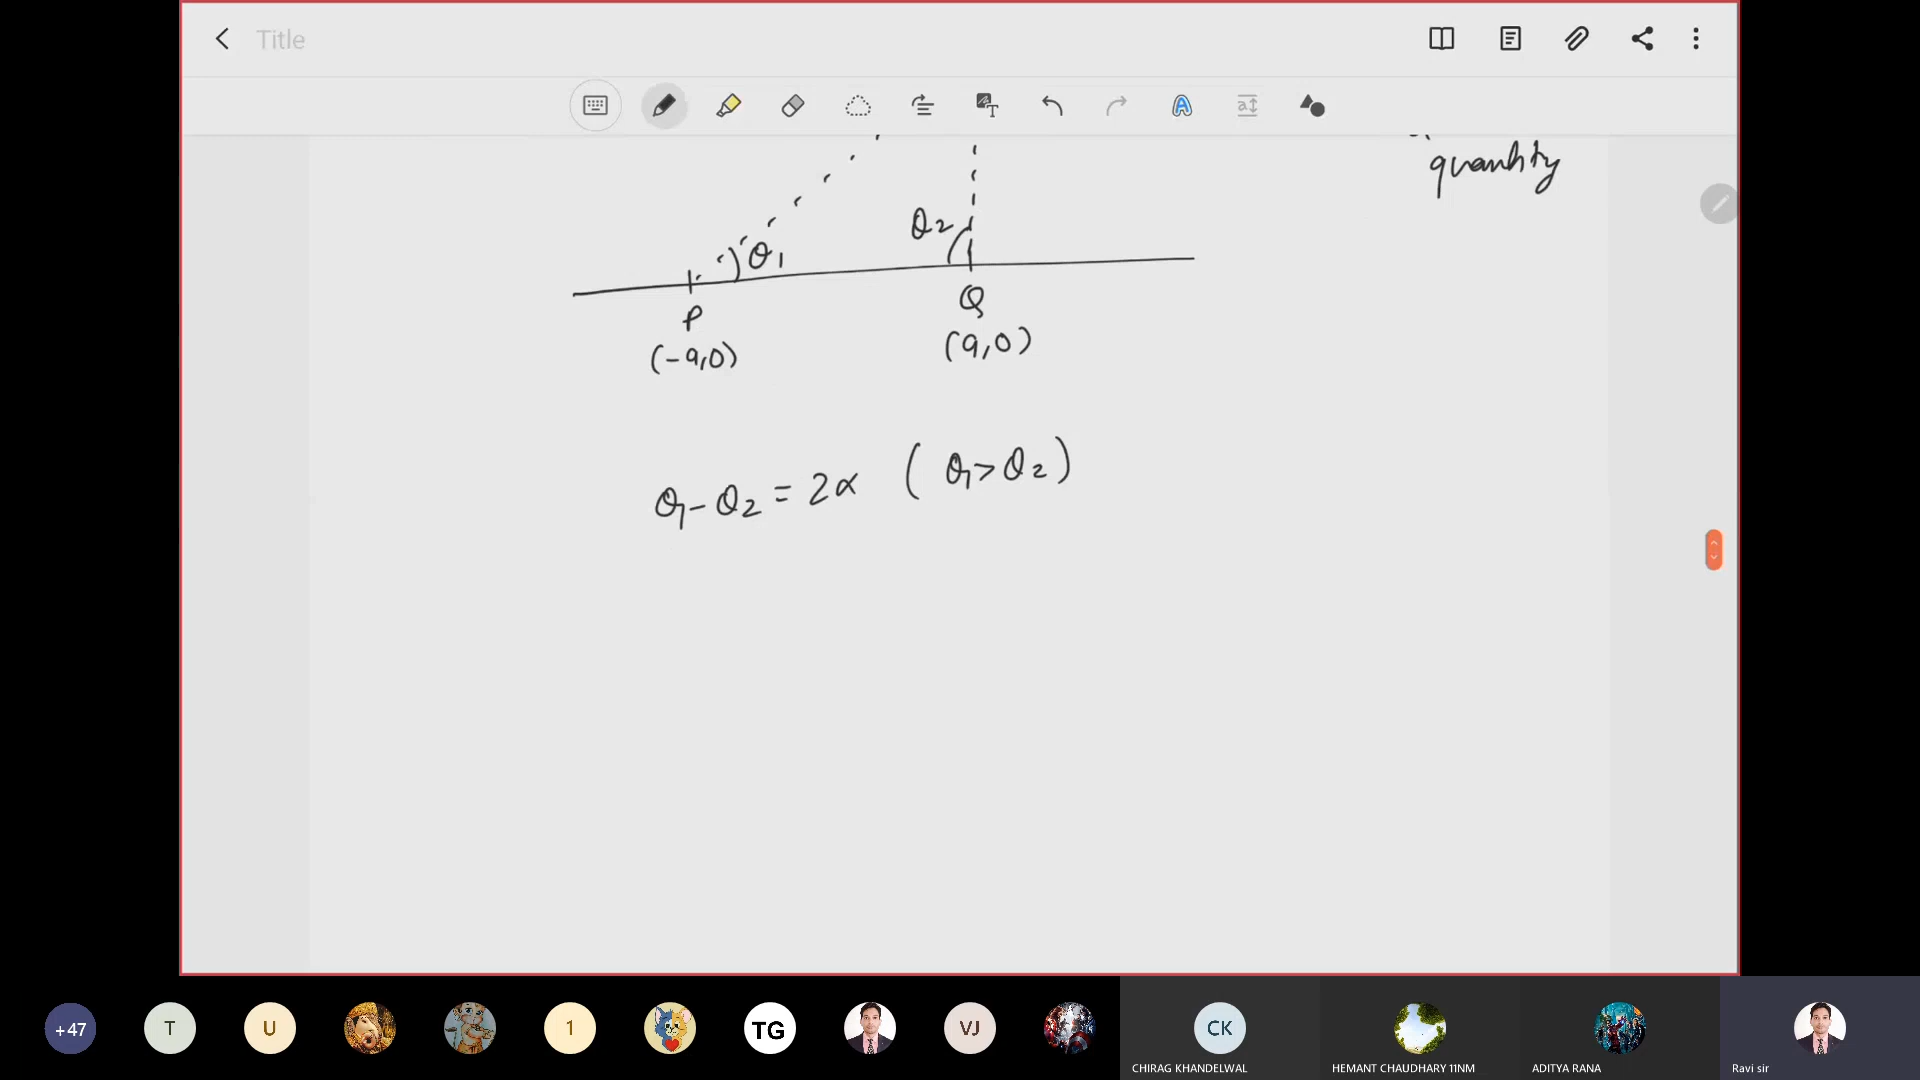 Title
quantity
θ2
θ1
P
Q
(-a,0)
(a,0)
θ1-θ2=2α (θ1>θ2)
+47
T
U
1
TG
VJ
CK
CHIRAG KHANDELWAL
HEMANT CHAUDHARY 11NM
ADITYA RANA
Ravi sir